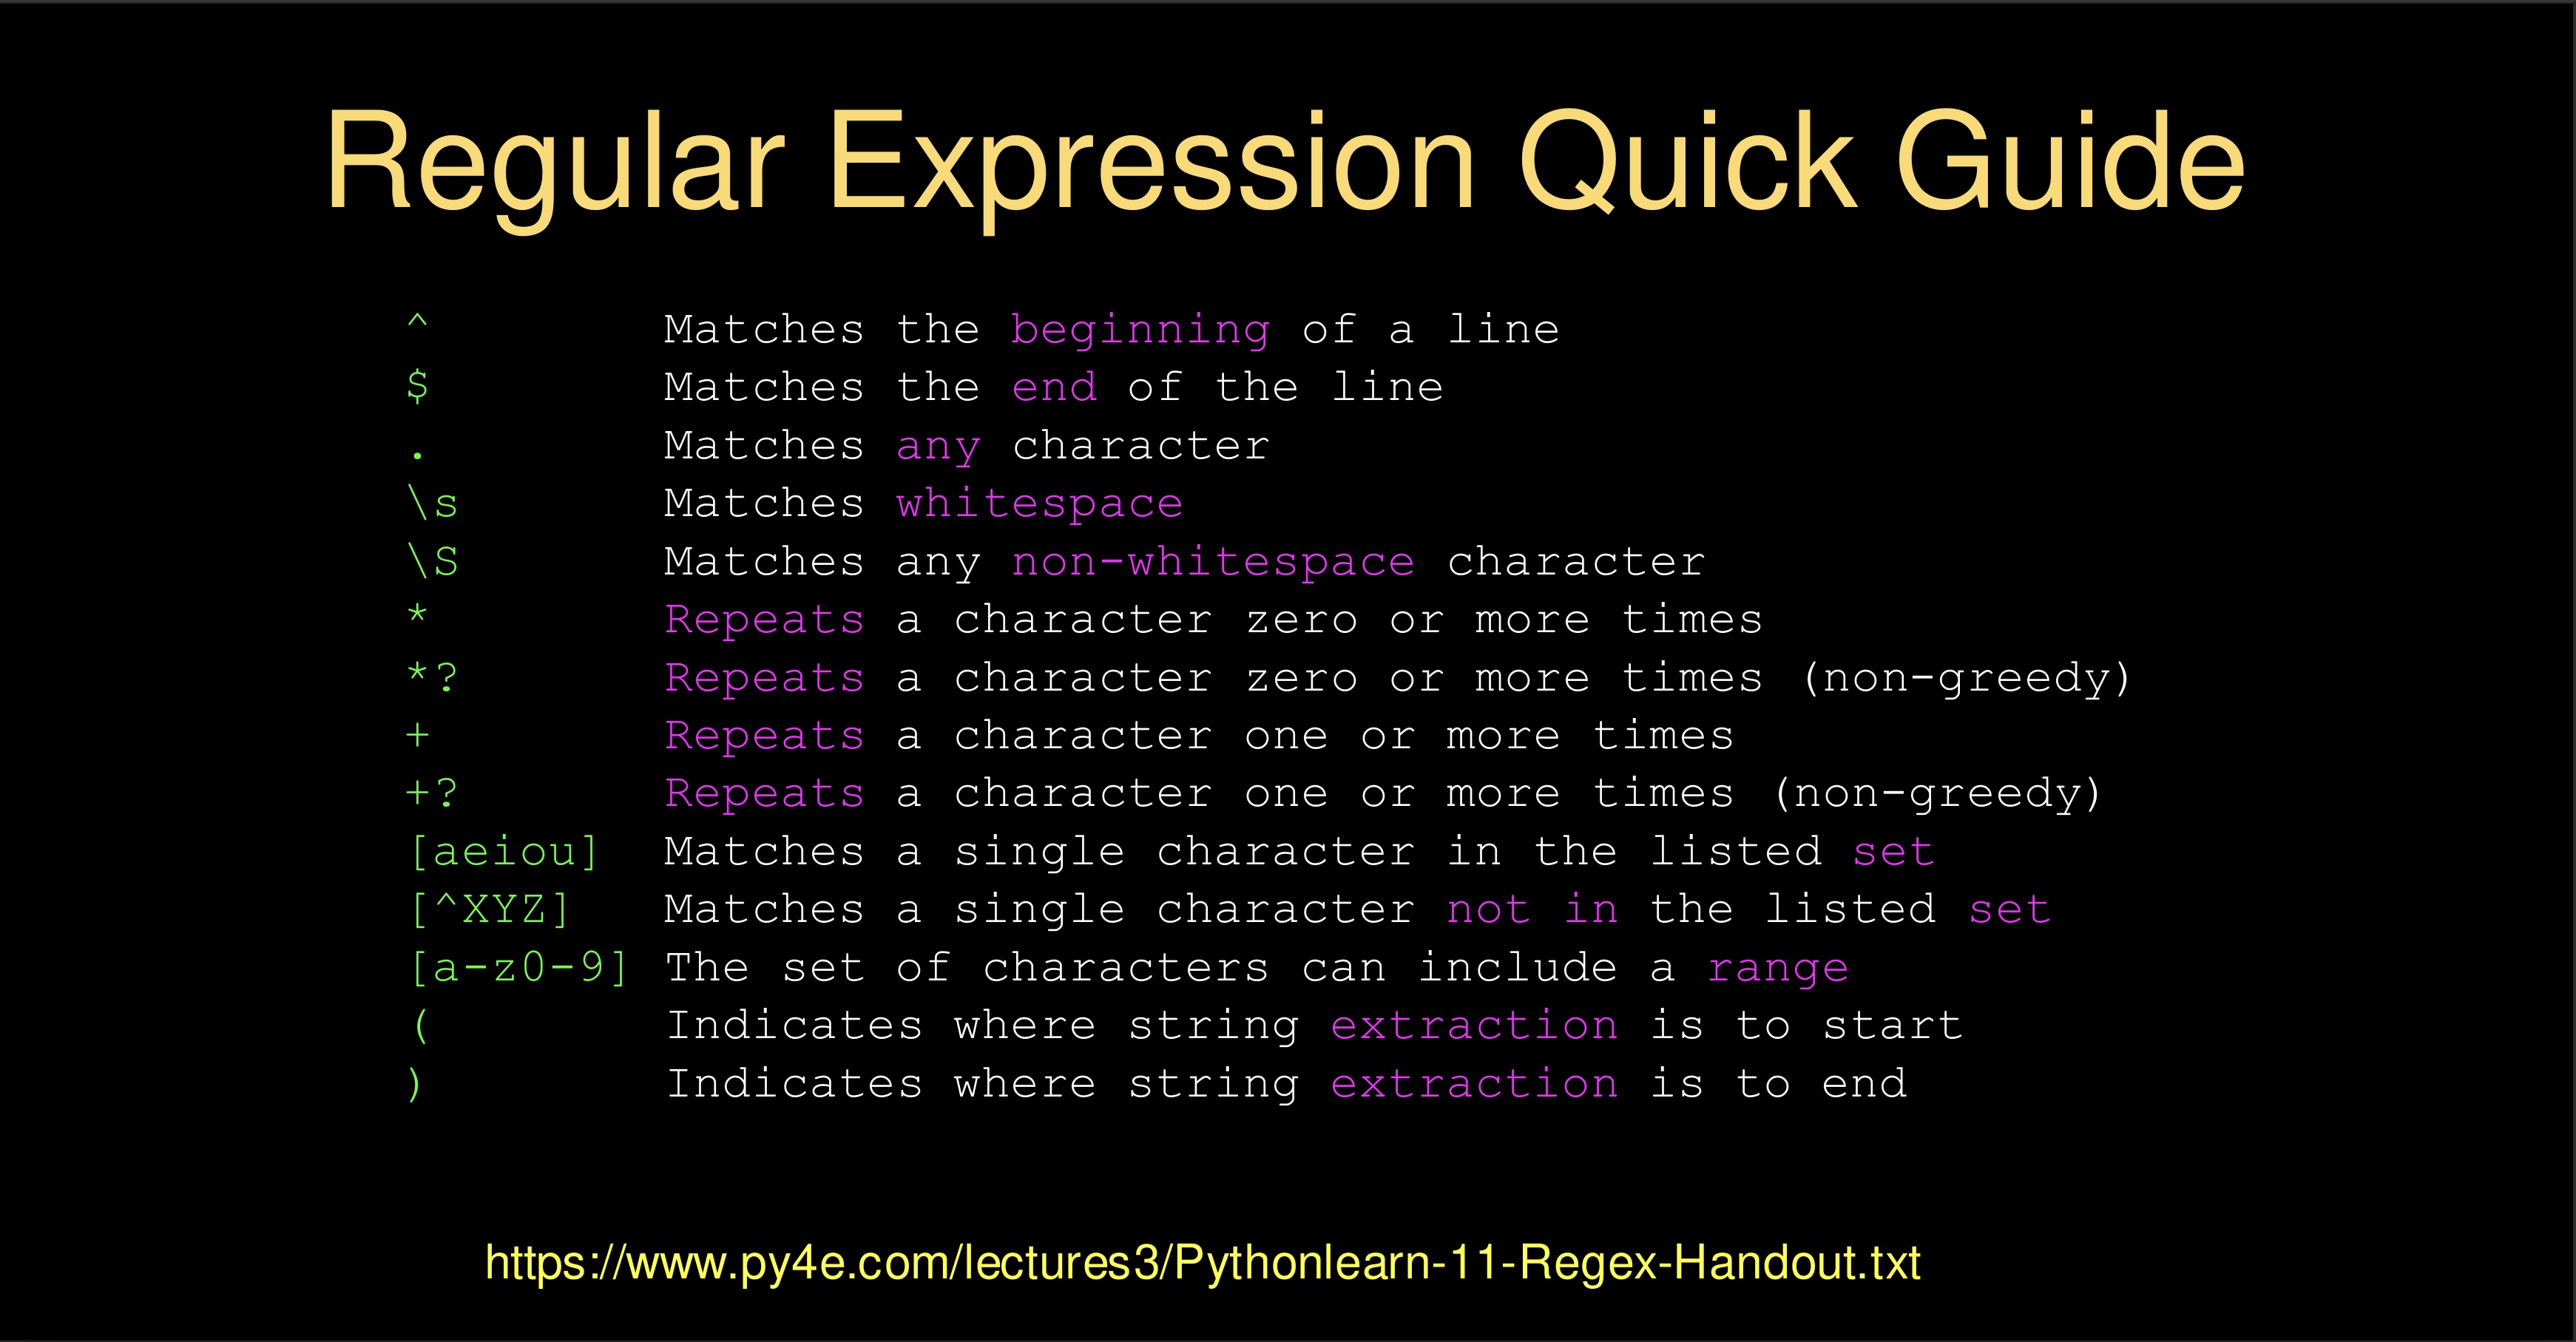 Regular Expression Quick Guide
^ Matches the beginning of a line
$ Matches the end of the line
. Matches any character
\s Matches whitespace
\S Matches any non-whitespace character
* Repeats a character zero or more times
*? Repeats a character zero or more times (non-greedy)
+ Repeats a character one or more times
+? Repeats a character one or more times (non-greedy)
[aeiou] Matches a single character in the listed set
[^XYZ] Matches a single character not in the listed set
[a-z0-9] The set of characters can include a range
( Indicates where string extraction is to start
) Indicates where string extraction is to end
https://www.py4e.com/lectures3/Pythonlearn-11-Regex-Handout.txt